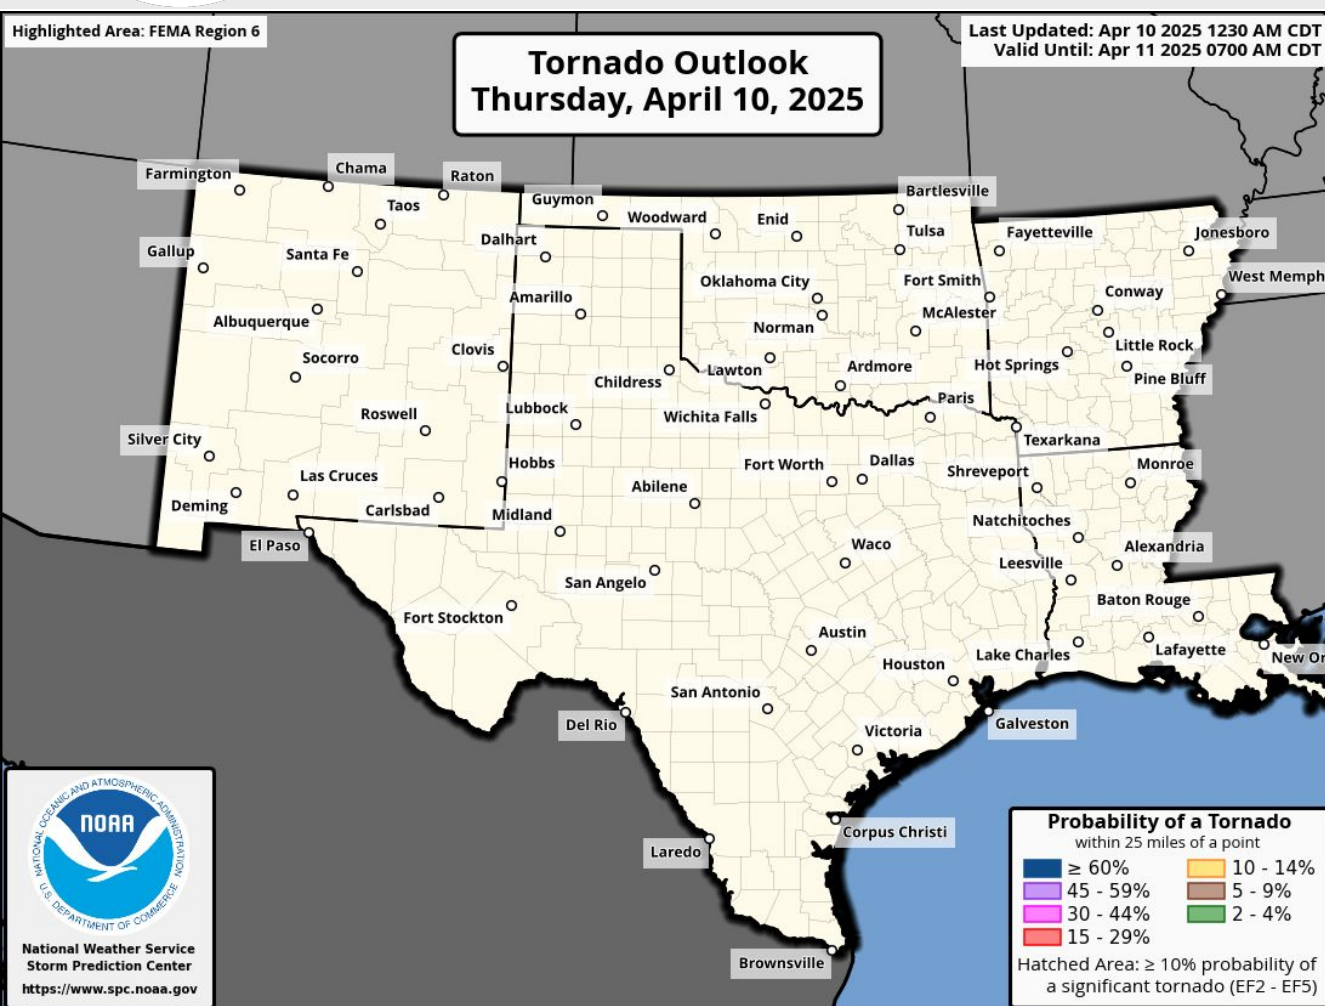 Highlighted Area: FEMA Region 6
Last Updated: Apr 10 2025 1230 AM CDT
Valid Until: Apr 11 2025 0700 AM CDT
Tornado Outlook
Thursday, April 10, 2025
Farmington
Chama
Raton
Taos
Guymon
Woodward
Enid
Bartlesville
Tulsa
Fayetteville
Jonesboro
Gallup
Santa Fe
Dalhart
Oklahoma City
Fort Smith
West Memph
Amarillo
Conway
Albuquerque
Norman
McAlester
Little Rock
Socorro
Clovis
Childress
Lawton
Ardmore
Hot Springs
Pine Bluff
Roswell
Lubbock
Wichita Falls
Paris
Silver City
Texarkana
Las Cruces
Hobbs
Abilene
Fort Worth
Dallas
Shreveport
Monroe
Deming
Carlsbad
Midland
Natchitoches
El Paso
San Angelo
Waco
Leesville
Alexandria
Fort Stockton
Baton Rouge
Austin
Houston
Lake Charles
Lafayette
New Or
San Antonio
Del Rio
Victoria
Galveston
Corpus Christi
Laredo
Brownsville
NATIONAL OCEANIC AND ATMOSPHERIC ADMINISTRATION
NOAA
U.S. DEPARTMENT OF COMMERCE
National Weather Service
Storm Prediction Center
https://www.spc.noaa.gov
Probability of a Tornado
within 25 miles of a point
≥ 60%
10 - 14%
45 - 59%
5 - 9%
30 - 44%
2 - 4%
15 - 29%
Hatched Area: ≥ 10% probability of
a significant tornado (EF2 - EF5)